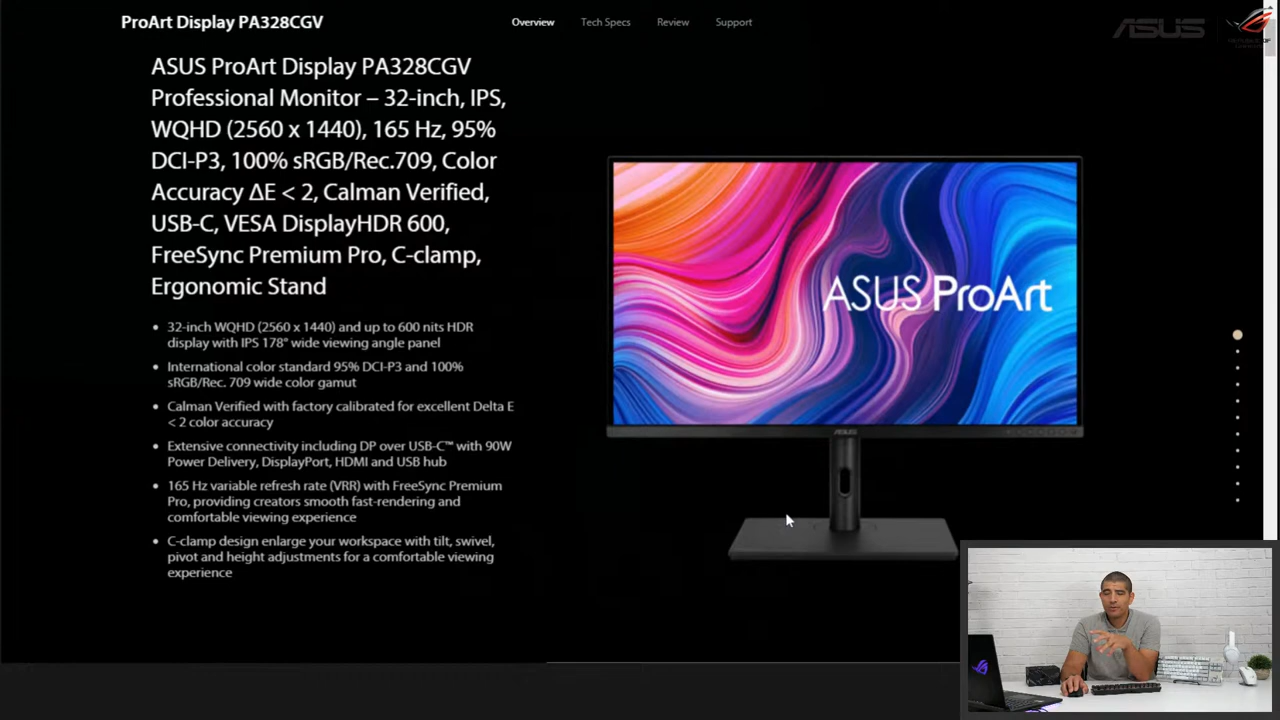 ProArt Display PA328CGV
Overview
Tech Specs
Review
Support
ASUS
ASUS ProArt Display PA328CGV
Professional Monitor – 32-inch, IPS,
WQHD (2560 x 1440), 165 Hz, 95%
DCI-P3, 100% sRGB/Rec.709, Color
Accuracy ΔE < 2, Calman Verified,
USB-C, VESA DisplayHDR 600,
FreeSync Premium Pro, C-clamp,
Ergonomic Stand
• 32-inch WQHD (2560 x 1440) and up to 600 nits HDR
display with IPS 178° wide viewing angle panel
• International color standard 95% DCI-P3 and 100%
sRGB/Rec. 709 wide color gamut
• Calman Verified with factory calibrated for excellent Delta E
< 2 color accuracy
• Extensive connectivity including DP over USB-C™ with 90W
Power Delivery, DisplayPort, HDMI and USB hub
• 165 Hz variable refresh rate (VRR) with FreeSync Premium
Pro, providing creators smooth fast-rendering and
comfortable viewing experience
• C-clamp design enlarge your workspace with tilt, swivel,
pivot and height adjustments for a comfortable viewing
experience
ASUS ProArt
ASUS